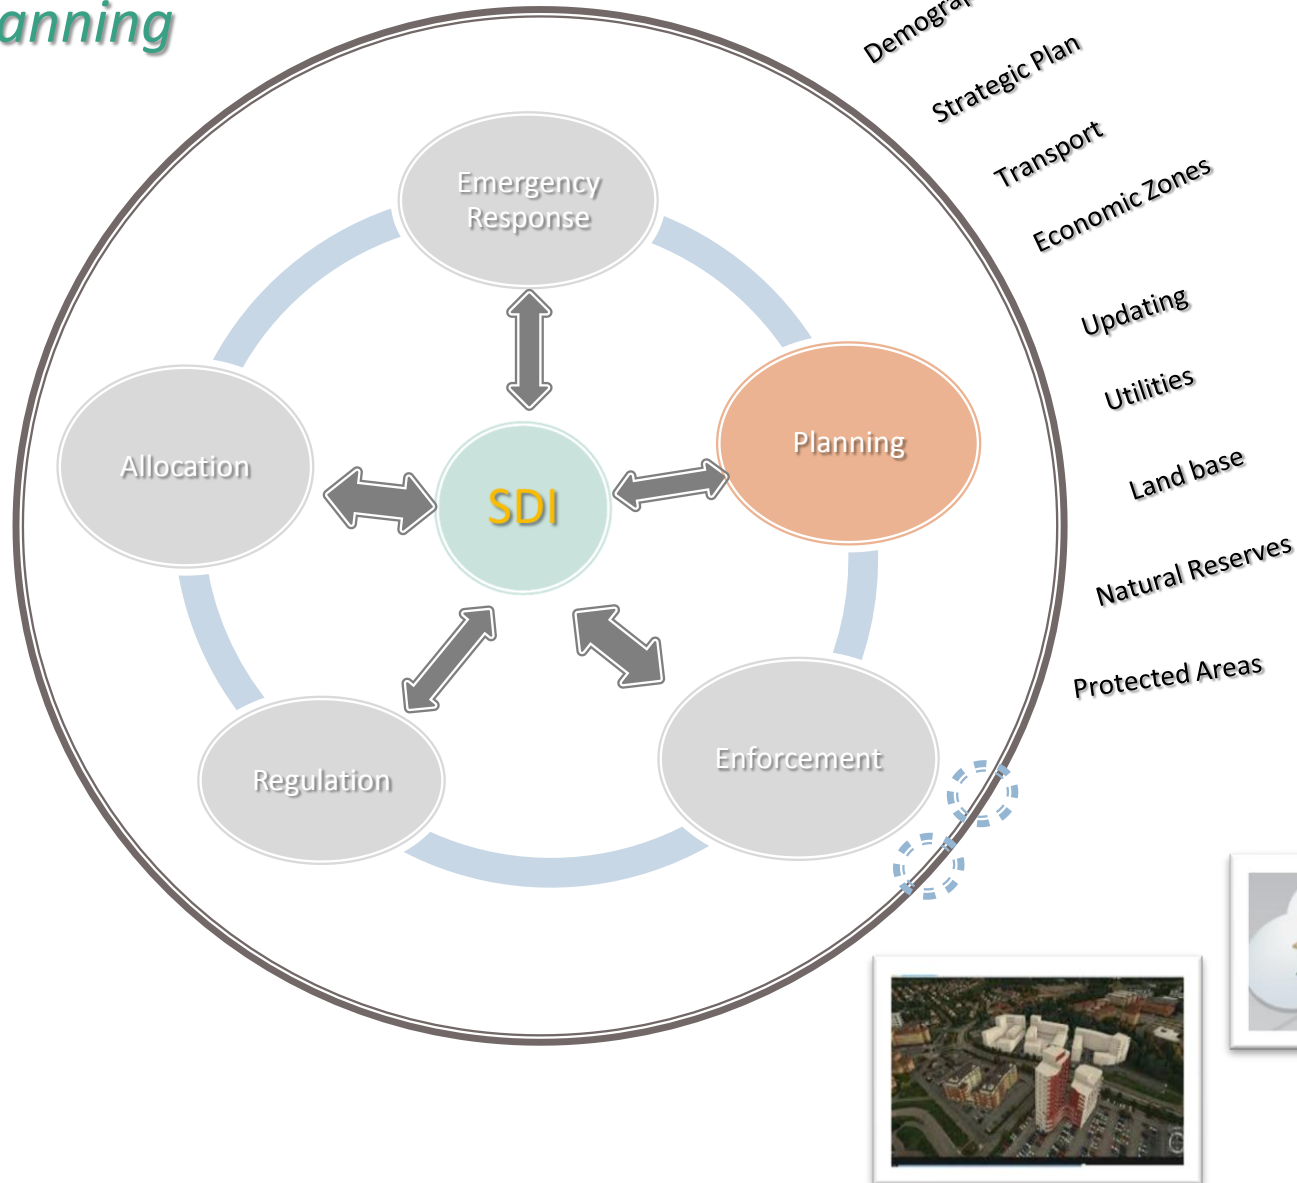 anning
Strategic Plan
Transport
Economic Zones
Updating
Utilities
Land base
Natural Reserves
Protected Areas
Emergency
Response
Planning
Allocation
SDI
Enforcement
Regulation